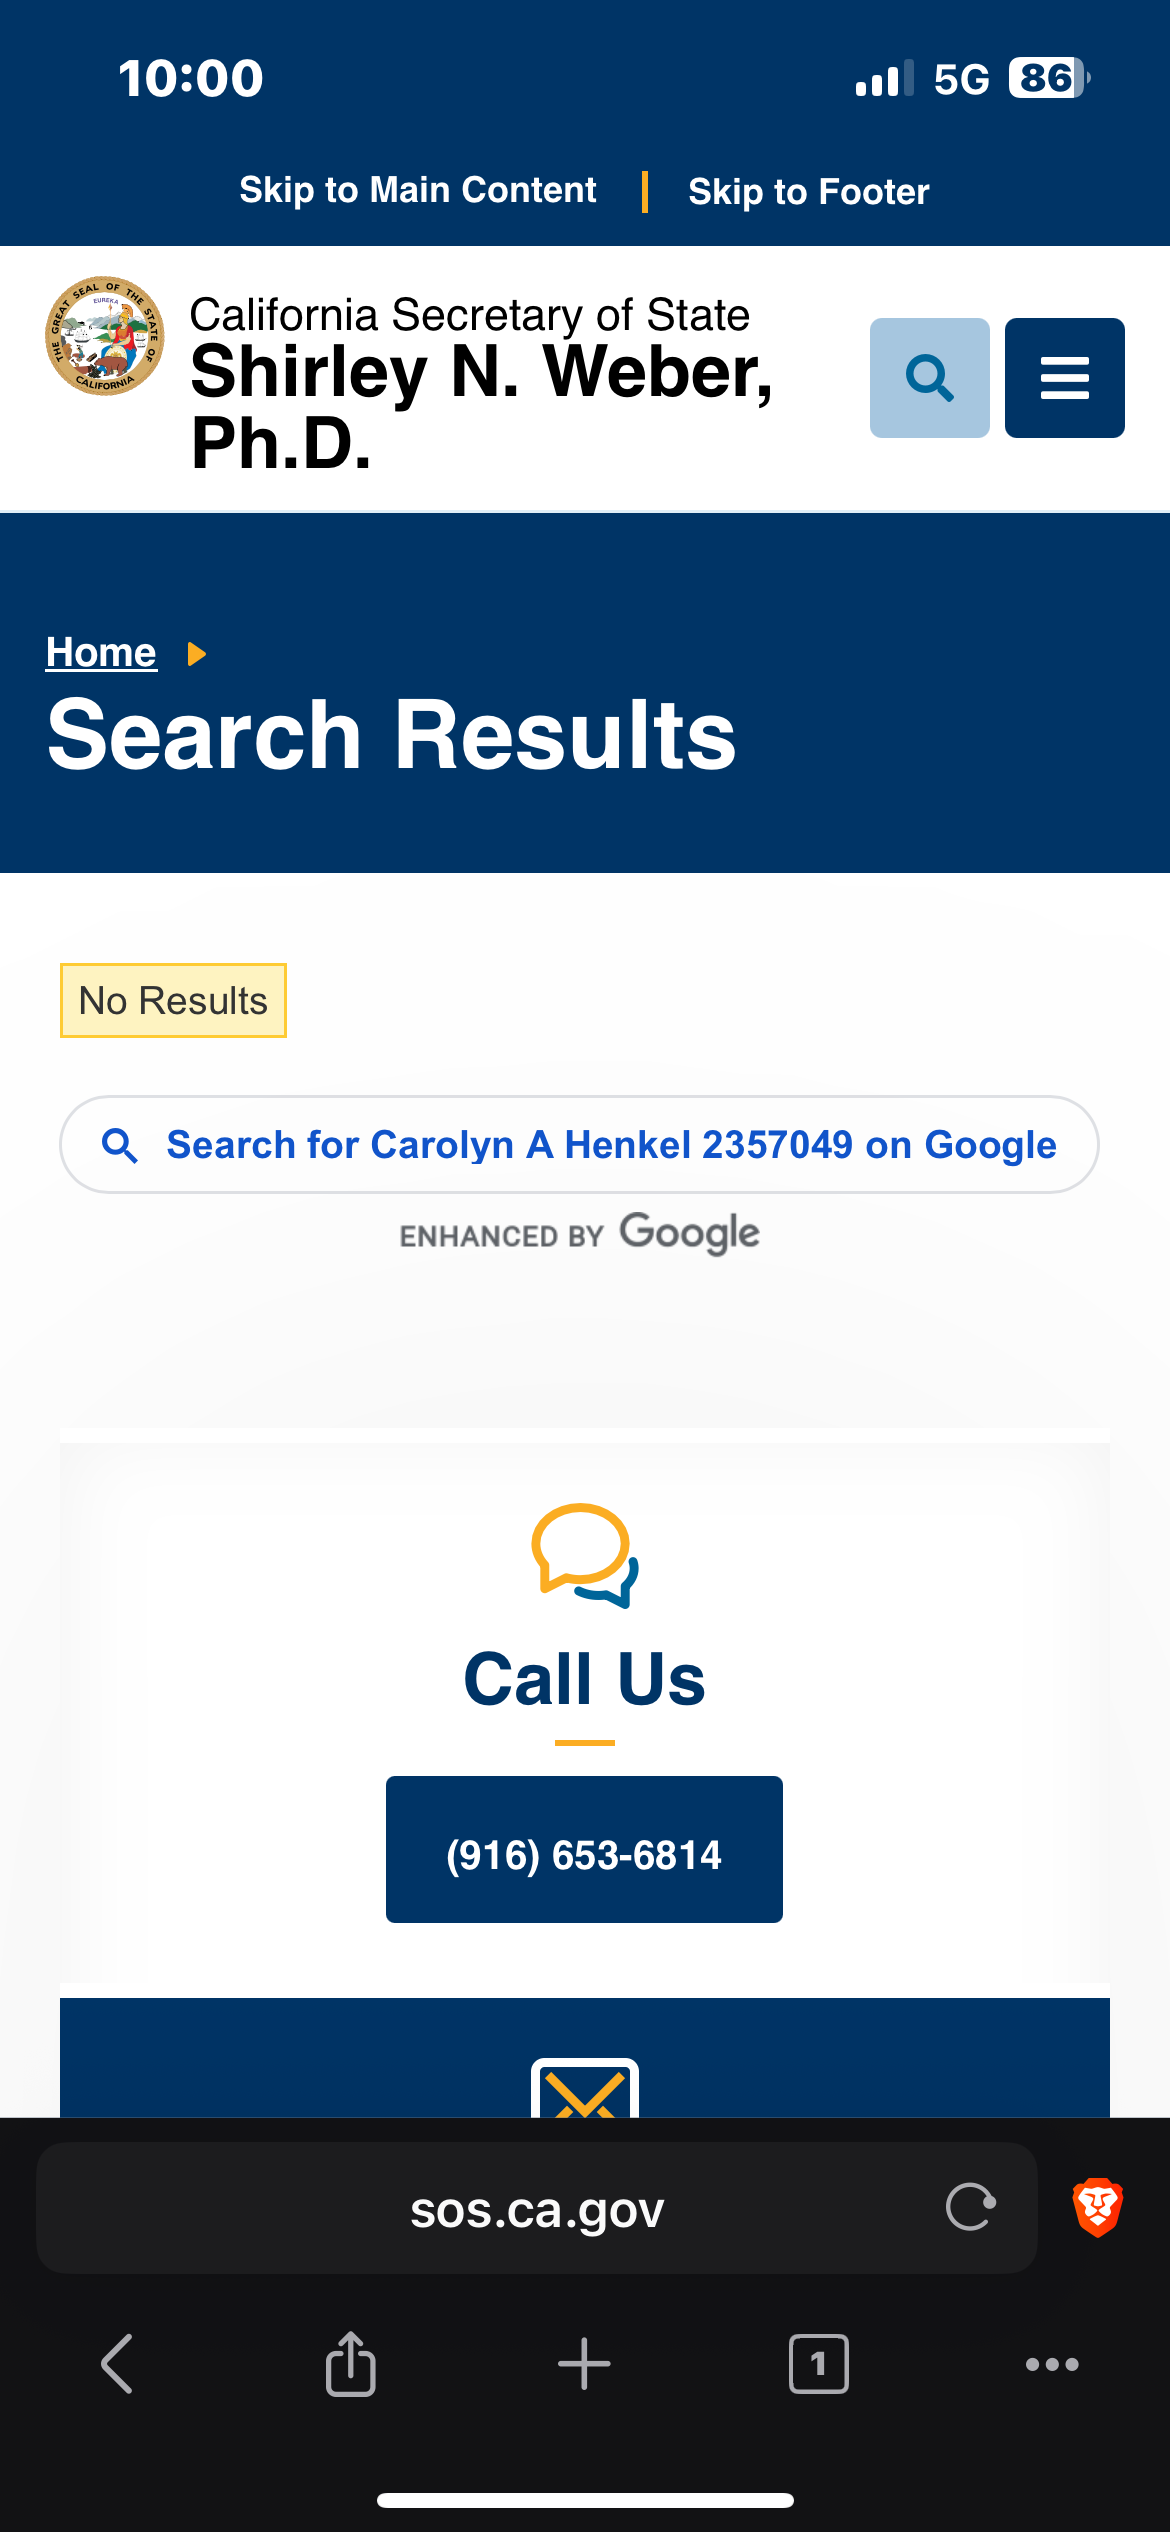 10:00
5G 86
Skip to Main Content
Skip to Footer
THE GREAT SEAL OF THE STATE OF CALIFORNIA
EUREKA
California Secretary of State
Shirley N. Weber,
Ph.D.
Home
Search Results
No Results
Search for Carolyn A Henkel 2357049 on Google
ENHANCED BY Google
Call Us
(916) 653-6814
sos.ca.gov
1